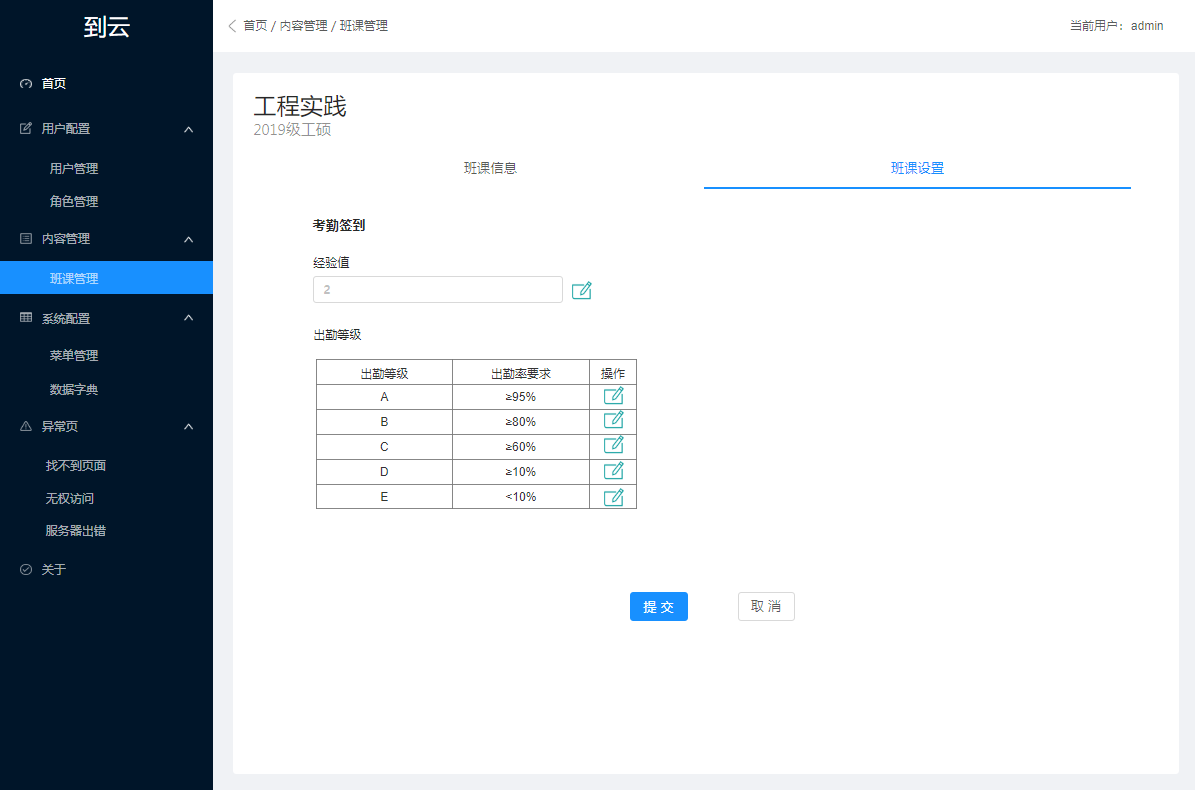 到云
首页
用户配置
用户管理
角色管理
内容管理
班课管理
系统配置
菜单管理
数据字典
异常页
找不到页面
无权访问
服务器出错
关于
首页 / 内容管理 / 班课管理
当前用户：admin
工程实践
2019级工硕
班课信息 班课设置
考勤签到
经验值
2
出勤等级
出勤等级 出勤率要求 操作
A ≥95%
B ≥80%
C ≥60%
D ≥10%
E <10%
提 交 取 消